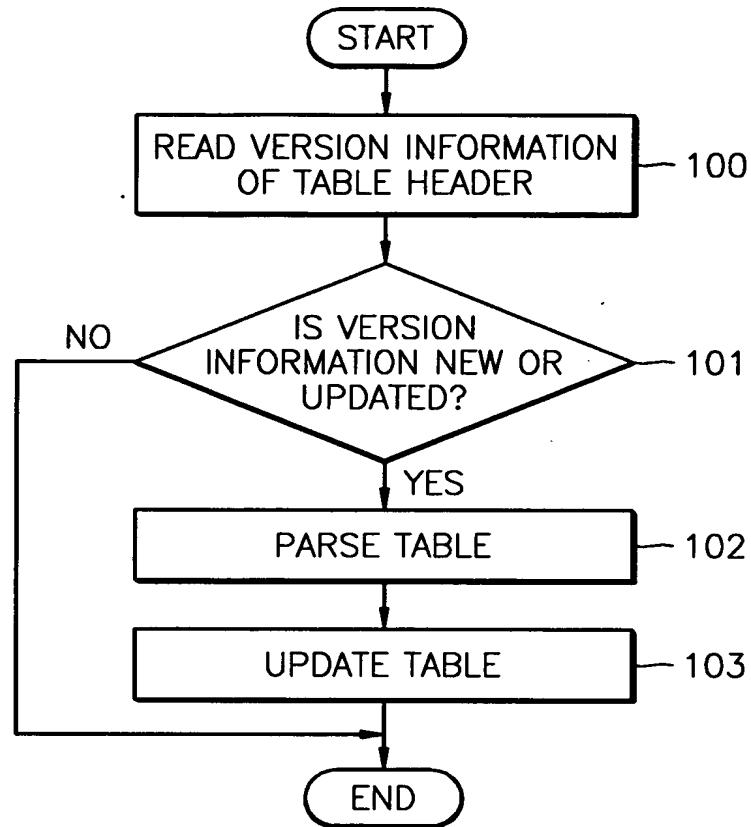 START
READ VERSION INFORMATION
OF TABLE HEADER
100
IS VERSION
INFORMATION NEW OR
UPDATED?
101
NO
YES
PARSE TABLE
102
UPDATE TABLE
103
END